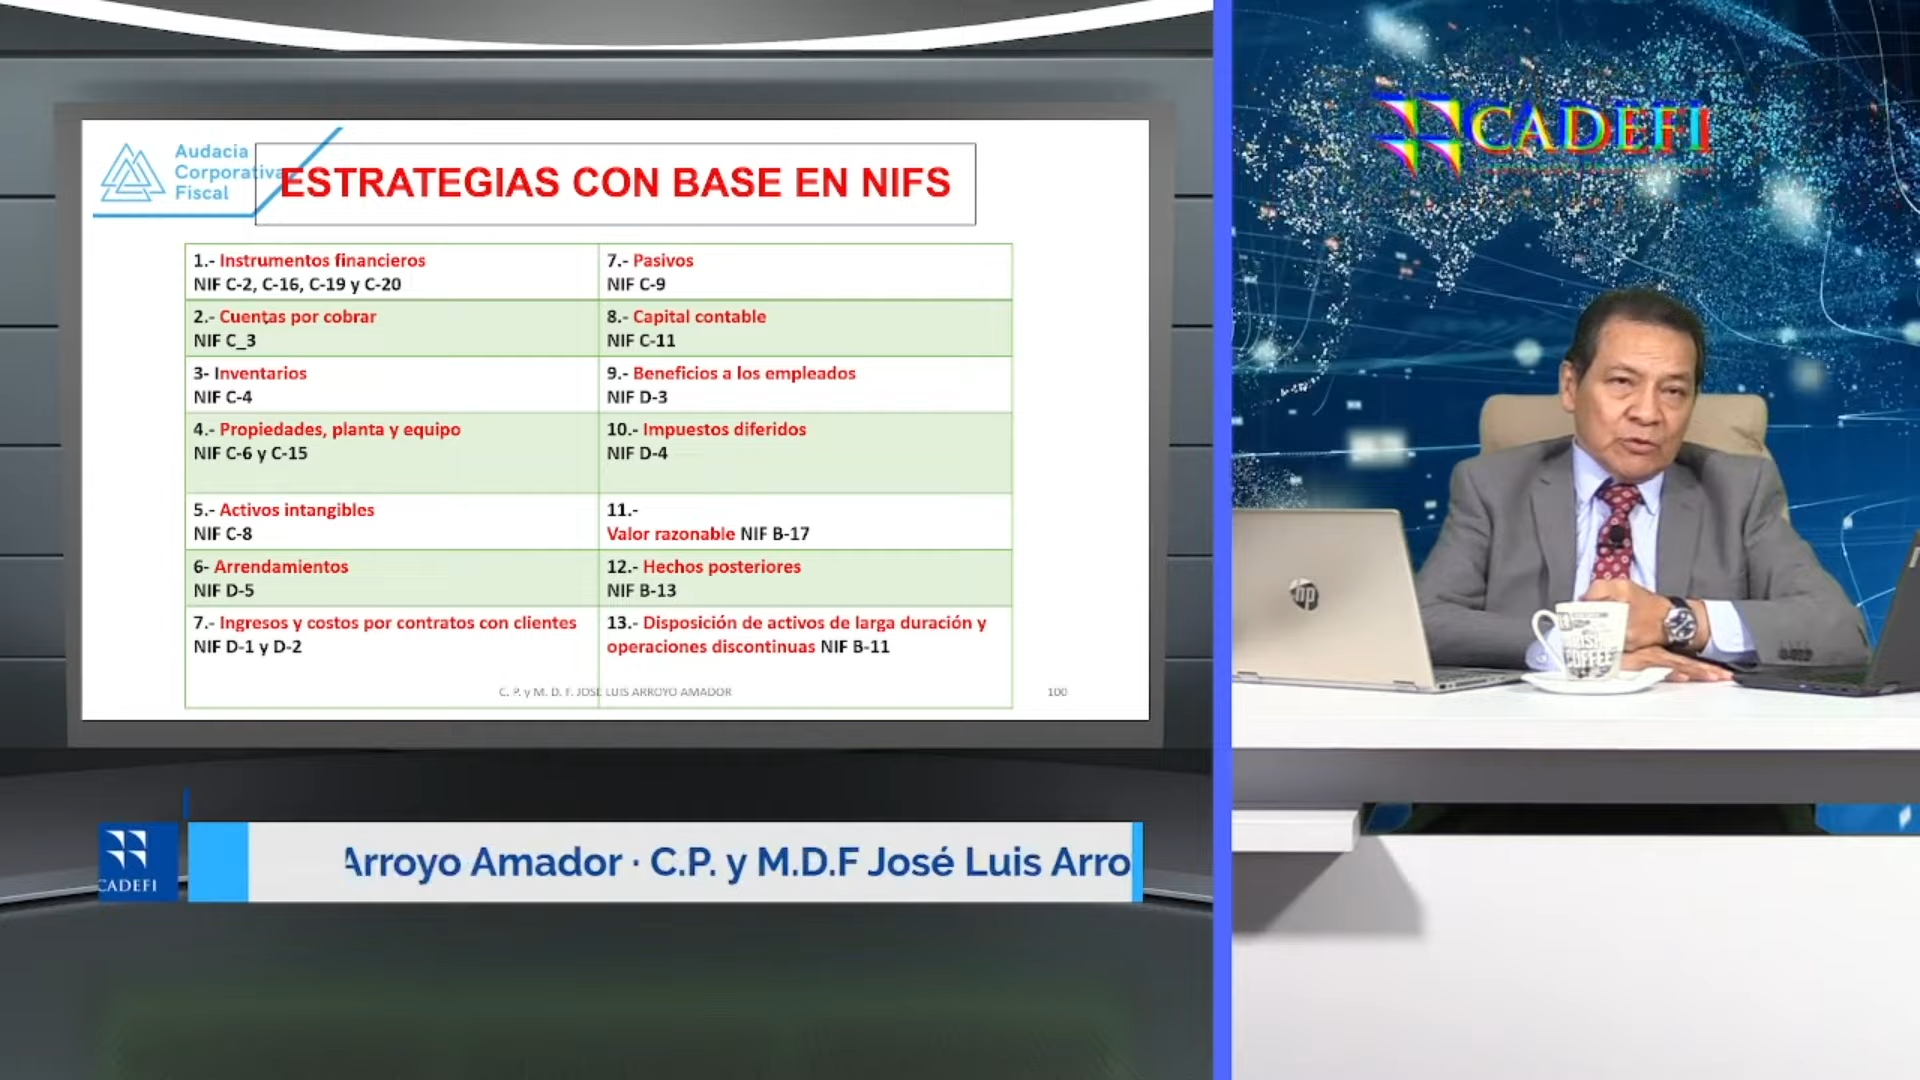 Audacia
Corporativa
Fiscal
ESTRATEGIAS CON BASE EN NIFS
1.- Instrumentos financieros
NIF C-2, C-16, C-19 y C-20
2.- Cuentas por cobrar
NIF C_3
3- Inventarios
NIF C-4
4.- Propiedades, planta y equipo
NIF C-6 y C-15
5.- Activos intangibles
NIF C-8
6- Arrendamientos
NIF D-5
7.- Ingresos y costos por contratos con clientes
NIF D-1 y D-2
7.- Pasivos
NIF C-9
8.- Capital contable
NIF C-11
9.- Beneficios a los empleados
NIF D-3
10.- Impuestos diferidos
NIF D-4
11.-
Valor razonable NIF B-17
12.- Hechos posteriores
NIF B-13
13.- Disposición de activos de larga duración y
operaciones discontinuas NIF B-11
C. P. y M. D. F. JOSE LUIS ARROYO AMADOR
100
CADEFI
Arroyo Amador · C.P. y M.D.F José Luis Arro
CADEFI
hp
COFFEE